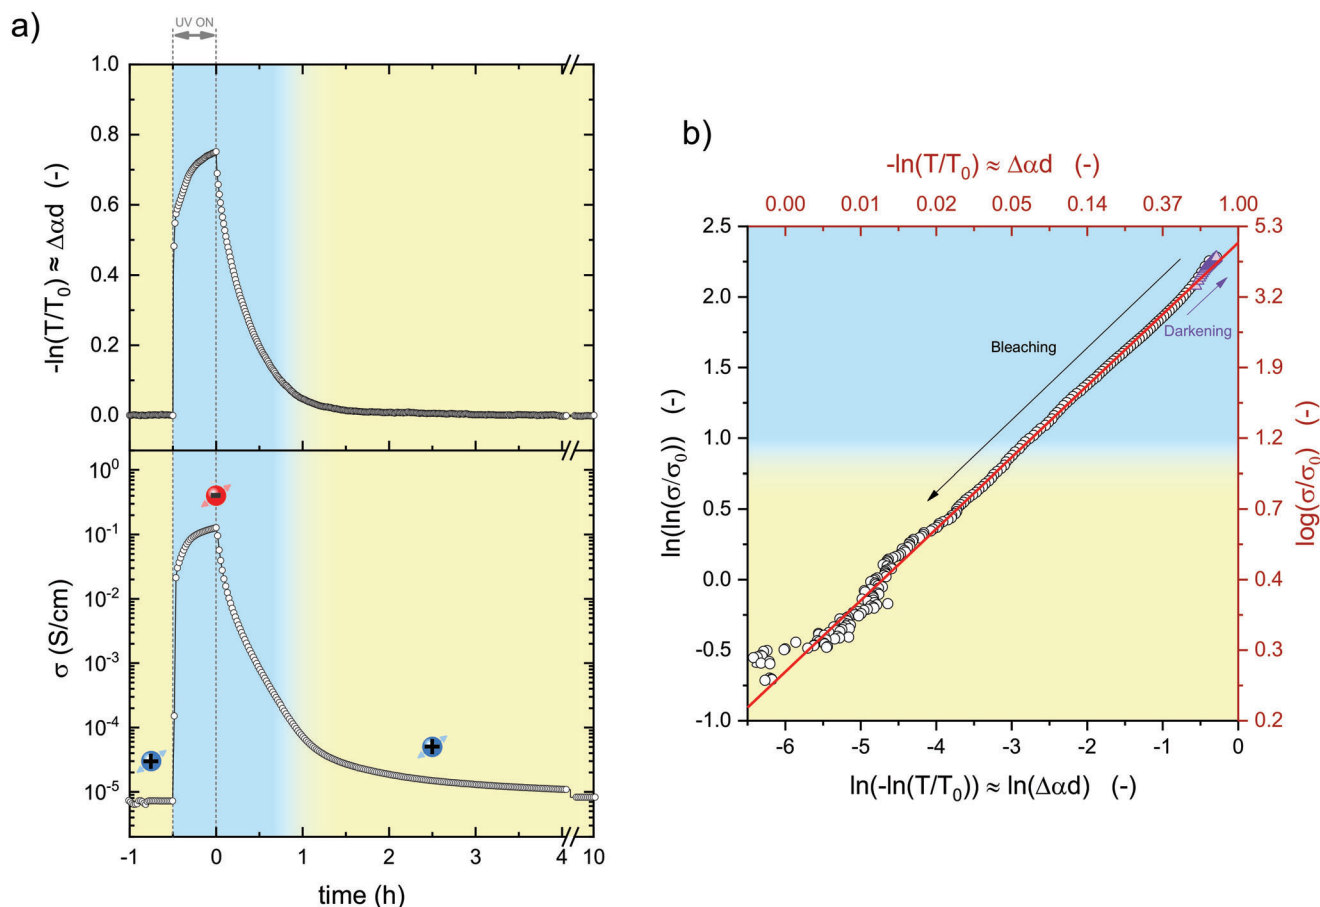 a)
UV ON
-ln(T/T₀) ≈ Δαd (-)
1.0
0.8
0.6
0.4
0.2
0.0
σ (S/cm)
10⁰
10⁻¹
10⁻²
10⁻³
10⁻⁴
10⁻⁵
-
+
+
-1 0 1 2 3 4 10
time (h)
b)
-ln(T/T₀) ≈ Δαd (-)
0.00 0.01 0.02 0.05 0.14 0.37 1.00
ln(ln(σ/σ₀)) (-)
2.5
2.0
1.5
1.0
0.5
0.0
-0.5
-1.0
Bleaching
Darkening
5.3
3.2
1.9
1.2
0.7
0.4
0.3
0.2
log(σ/σ₀) (-)
-6 -5 -4 -3 -2 -1 0
ln(-ln(T/T₀)) ≈ ln(Δαd) (-)